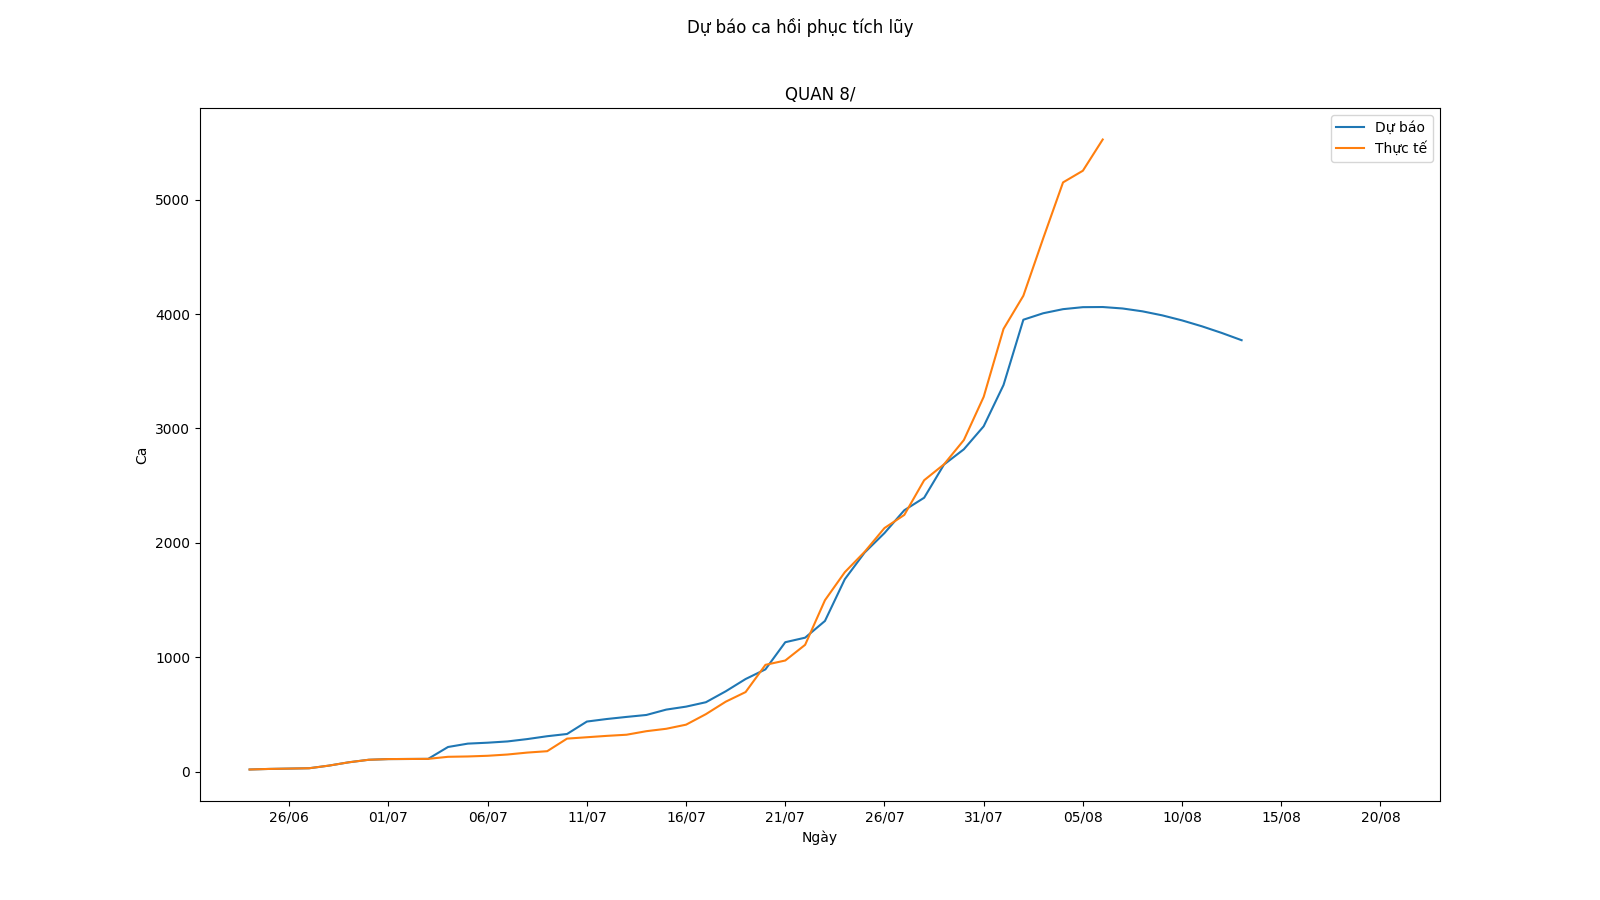 Dự báo ca hồi phục tích lũy
QUAN 8/
Dự báo
Thực tế
5000
4000
3000
2000
1000
0
Ca
26/06 01/07 06/07 11/07 16/07 21/07 26/07 31/07 05/08 10/08 15/08 20/08
Ngày